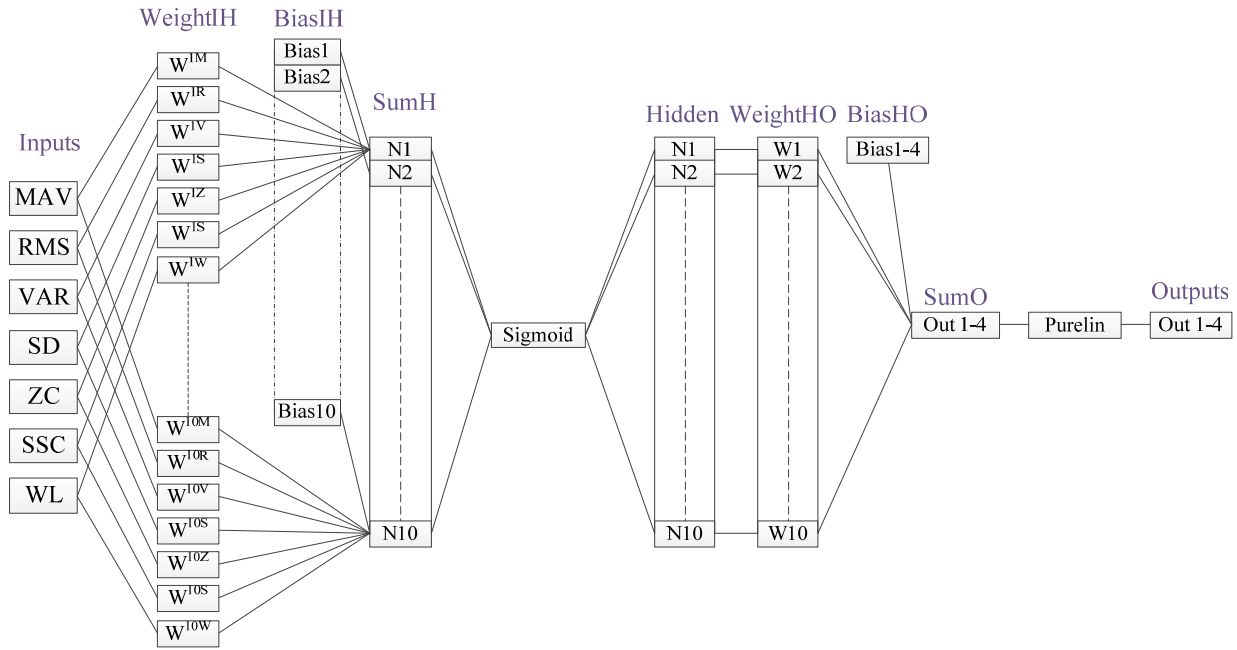 WeightIH
BiasIH
SumH
Hidden
WeightHO
BiasHO
Inputs
SumO
Outputs
MAV
RMS
VAR
SD
ZC
SSC
WL
W^IM
W^IR
W^IV
W^IS
W^IZ
W^IS
W^IW
W^10M
W^10R
W^10V
W^10S
W^10Z
W^10S
W^10W
Bias1
Bias2
Bias10
N1
N2
N10
Sigmoid
N1
N2
N10
W1
W2
W10
Bias1-4
Out 1-4
Purelin
Out 1-4